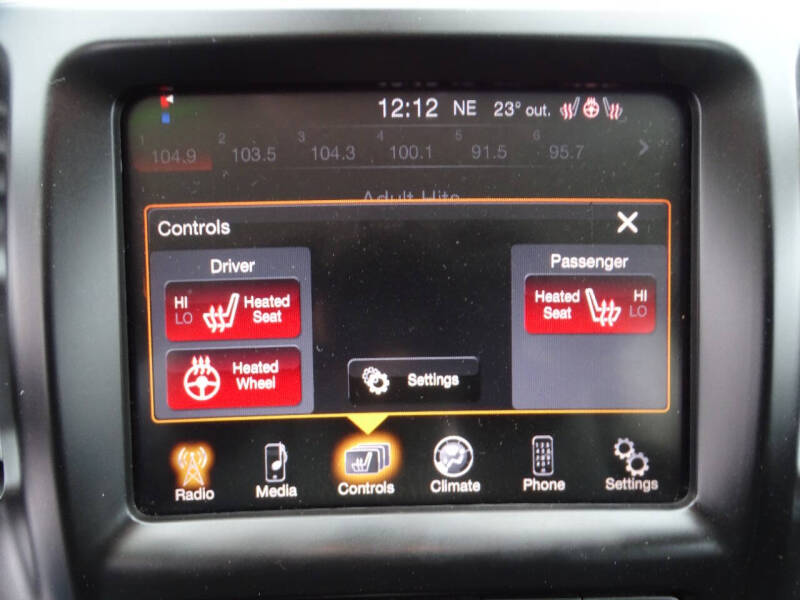 12:12 NE 23° out.
1 2 3 4 5 6
104.9 103.5 104.3 100.1 91.5 95.7
Adult Hits
Controls
Driver Passenger
HI LO Heated Seat
Heated Seat HI LO
Heated Wheel
Settings
Radio Media Controls Climate Phone Settings